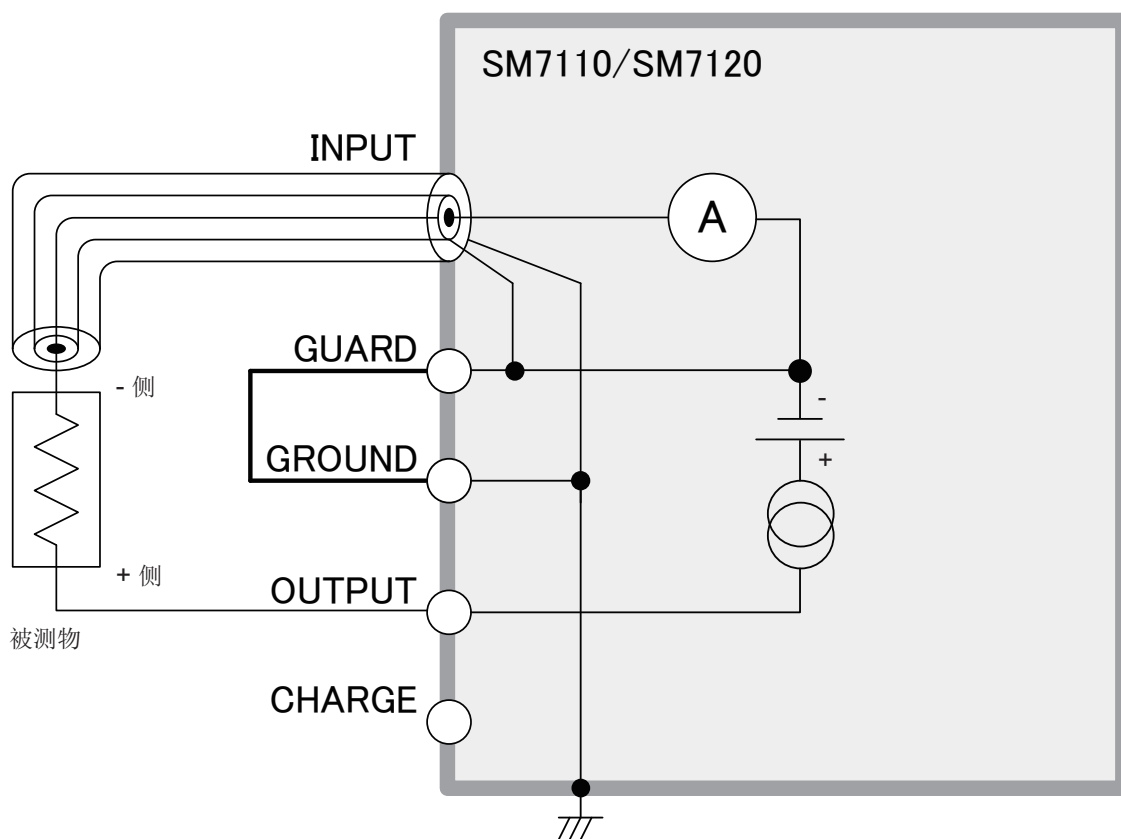 SM7110/SM7120
INPUT
A
GUARD
- 侧
-
GROUND
+
+ 侧
OUTPUT
被测物
CHARGE